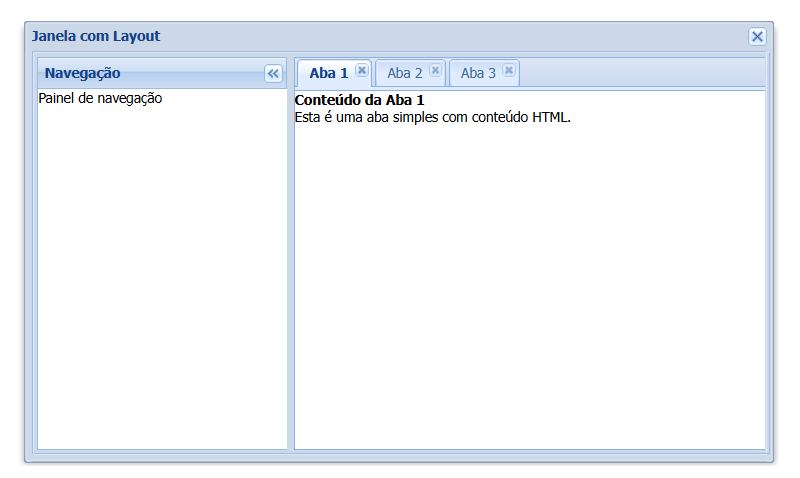 Janela com Layout
Navegação
Painel de navegação
Aba 1 Aba 2 Aba 3
Conteúdo da Aba 1
Esta é uma aba simples com conteúdo HTML.